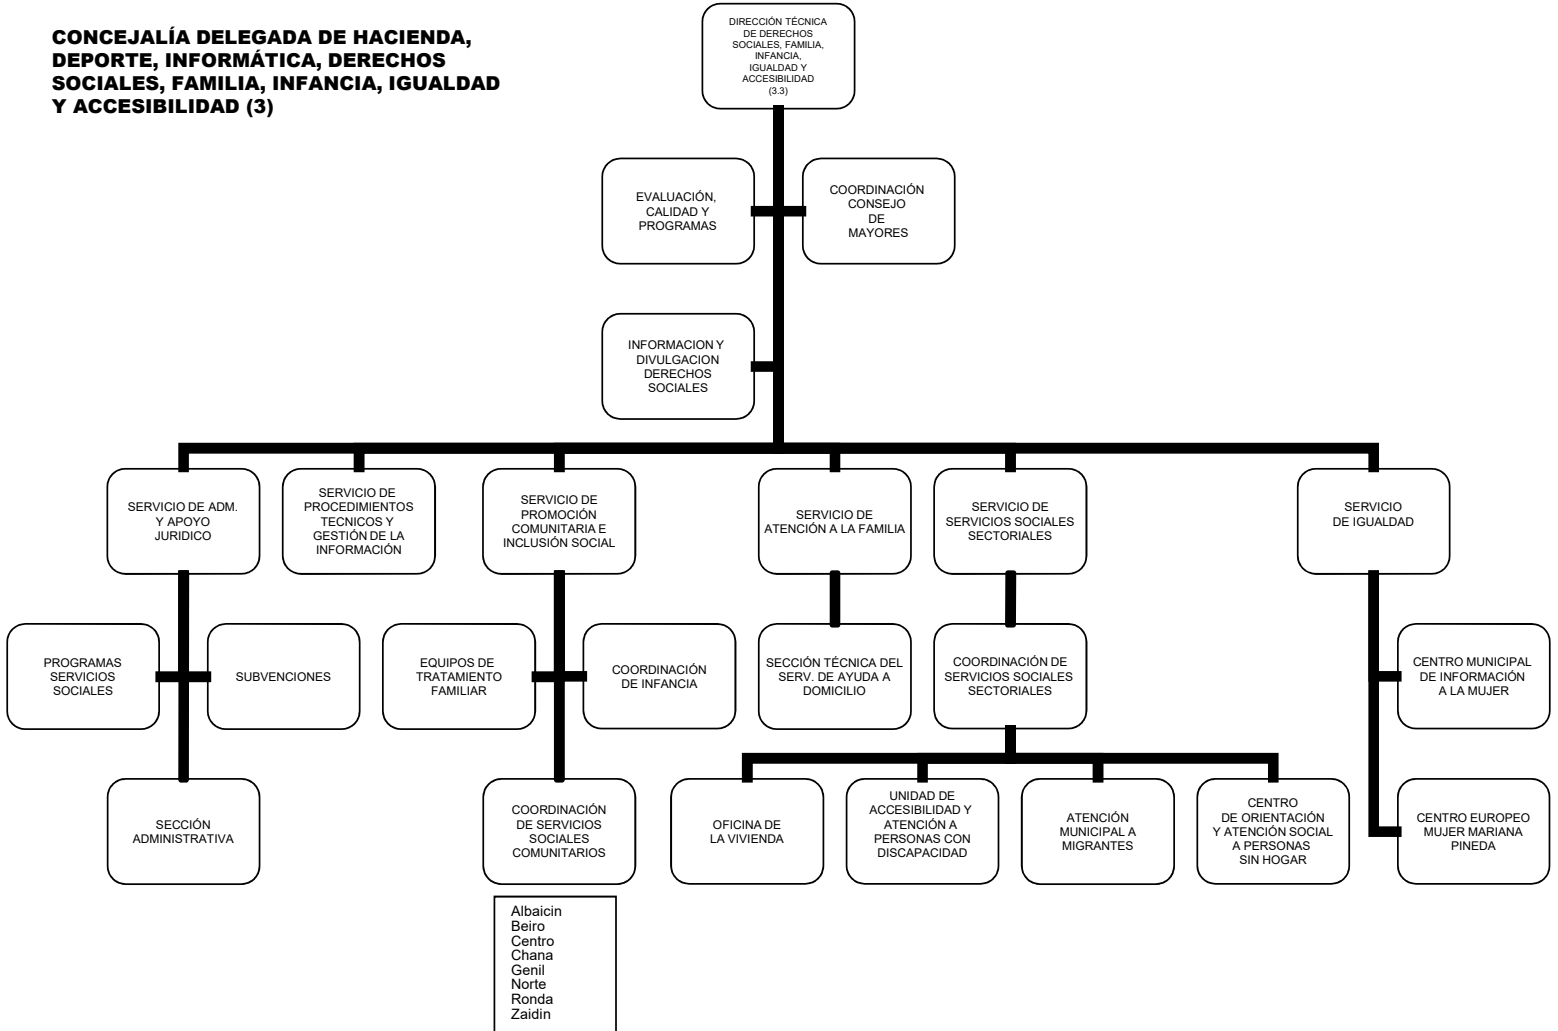 CONCEJALÍA DELEGADA DE HACIENDA,
DEPORTE, INFORMÁTICA, DERECHOS
SOCIALES, FAMILIA, INFANCIA, IGUALDAD
Y ACCESIBILIDAD (3)
DIRECCIÓN TÉCNICA
DE DERECHOS
SOCIALES, FAMILIA,
INFANCIA,
IGUALDAD Y
ACCESIBILIDAD
(3.3)
EVALUACIÓN,
CALIDAD Y
PROGRAMAS
COORDINACIÓN
CONSEJO
DE
MAYORES
INFORMACION Y
DIVULGACION
DERECHOS
SOCIALES
SERVICIO DE ADM.
Y APOYO
JURIDICO
SERVICIO DE
PROCEDIMIENTOS
TECNICOS Y
GESTIÓN DE LA
INFORMACIÓN
SERVICIO DE
PROMOCIÓN
COMUNITARIA E
INCLUSIÓN SOCIAL
SERVICIO DE
ATENCIÓN A LA FAMILIA
SERVICIO DE
SERVICIOS SOCIALES
SECTORIALES
SERVICIO
DE IGUALDAD
PROGRAMAS
SERVICIOS
SOCIALES
SUBVENCIONES
EQUIPOS DE
TRATAMIENTO
FAMILIAR
COORDINACIÓN
DE INFANCIA
SECCIÓN TÉCNICA DEL
SERV. DE AYUDA A
DOMICILIO
COORDINACIÓN DE
SERVICIOS SOCIALES
SECTORIALES
CENTRO MUNICIPAL
DE INFORMACIÓN
A LA MUJER
SECCIÓN
ADMINISTRATIVA
COORDINACIÓN
DE SERVICIOS
SOCIALES
COMUNITARIOS
OFICINA DE
LA VIVIENDA
UNIDAD DE
ACCESIBILIDAD Y
ATENCIÓN A
PERSONAS CON
DISCAPACIDAD
ATENCIÓN
MUNICIPAL A
MIGRANTES
CENTRO
DE ORIENTACIÓN
Y ATENCIÓN SOCIAL
A PERSONAS
SIN HOGAR
CENTRO EUROPEO
MUJER MARIANA
PINEDA
Albaicin
Beiro
Centro
Chana
Genil
Norte
Ronda
Zaidin